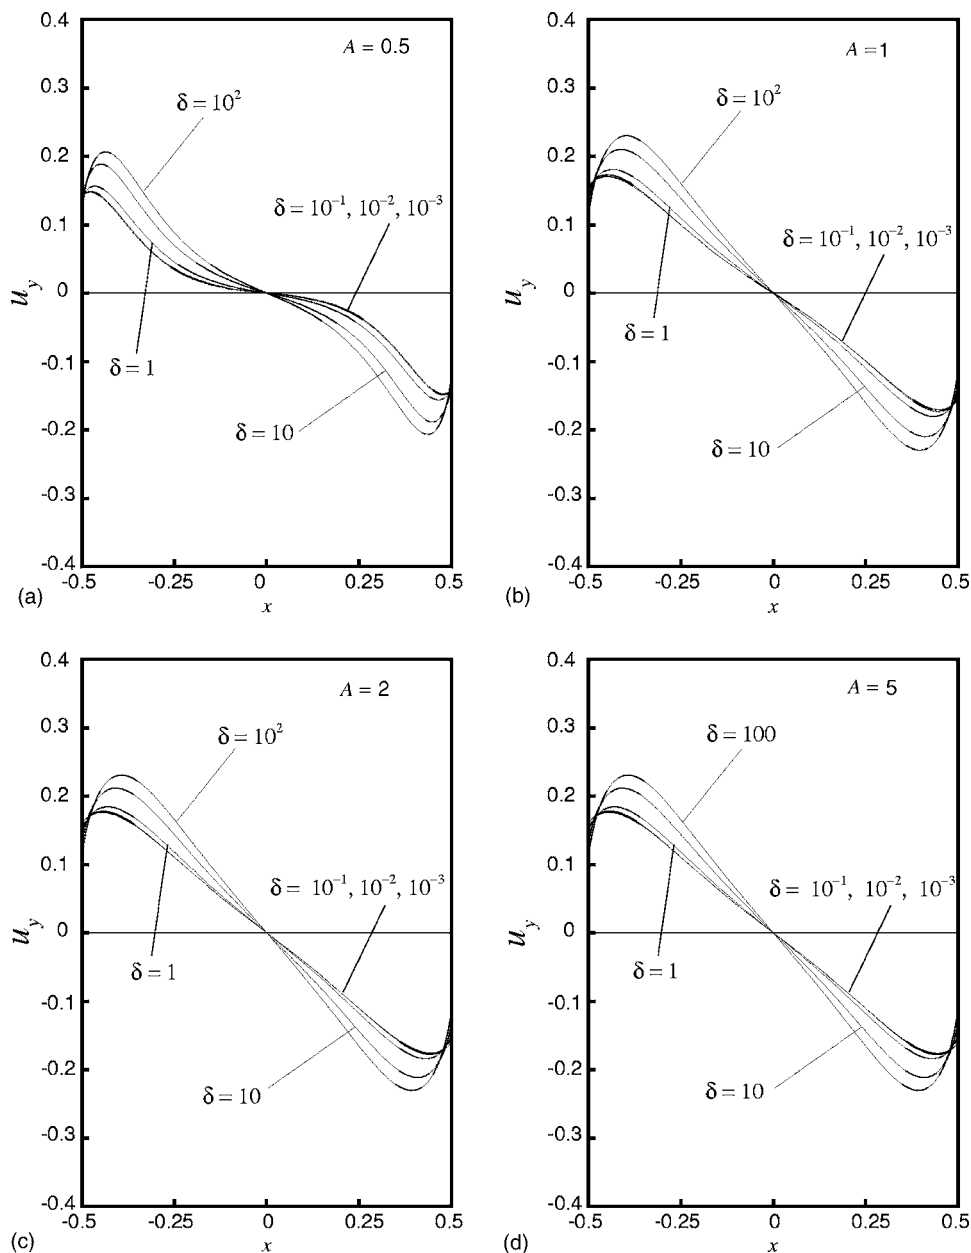 0.4
A = 0.5
0.3
δ = 10²
0.2
δ = 10⁻¹, 10⁻², 10⁻³
0.1
u_y
0
-0.1
δ = 1
-0.2
δ = 10
-0.3
-0.4
-0.5 -0.25 0 0.25 0.5
(a)
x
0.4
A =1
0.3
δ = 10²
0.2
0.1
δ = 10⁻¹, 10⁻², 10⁻³
u_y
0
δ = 1
-0.1
-0.2
δ = 10
-0.3
-0.4
-0.5 -0.25 0 0.25 0.5
(b)
x
0.4
A = 2
0.3
δ = 10²
0.2
0.1
δ = 10⁻¹, 10⁻², 10⁻³
u_y
0
δ = 1
-0.1
-0.2
δ = 10
-0.3
-0.4
-0.5 -0.25 0 0.25 0.5
(c)
x
0.4
A = 5
0.3
δ = 100
0.2
0.1
δ = 10⁻¹, 10⁻², 10⁻³
u_y
0
δ = 1
-0.1
-0.2
δ = 10
-0.3
-0.4
-0.5 -0.25 0 0.25 0.5
(d)
x